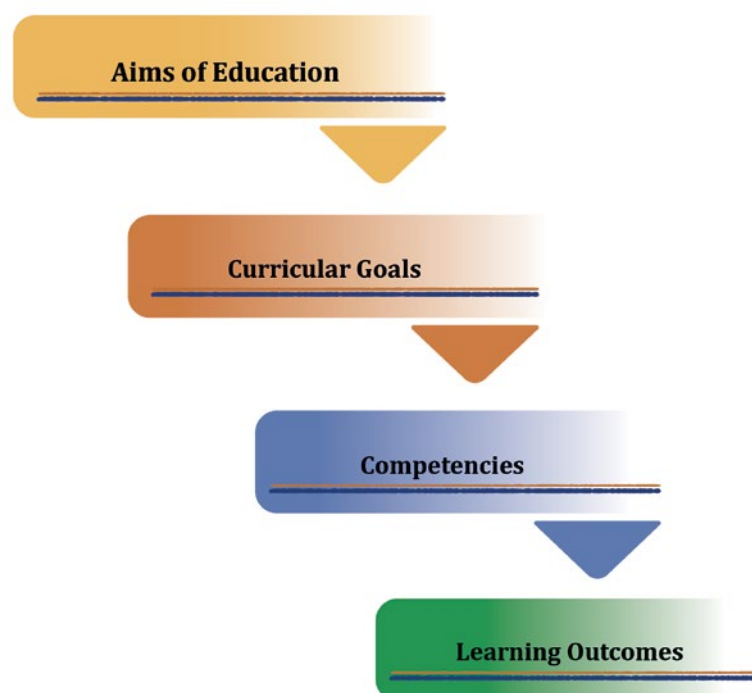 Aims of Education
Curricular Goals
Competencies
Learning Outcomes